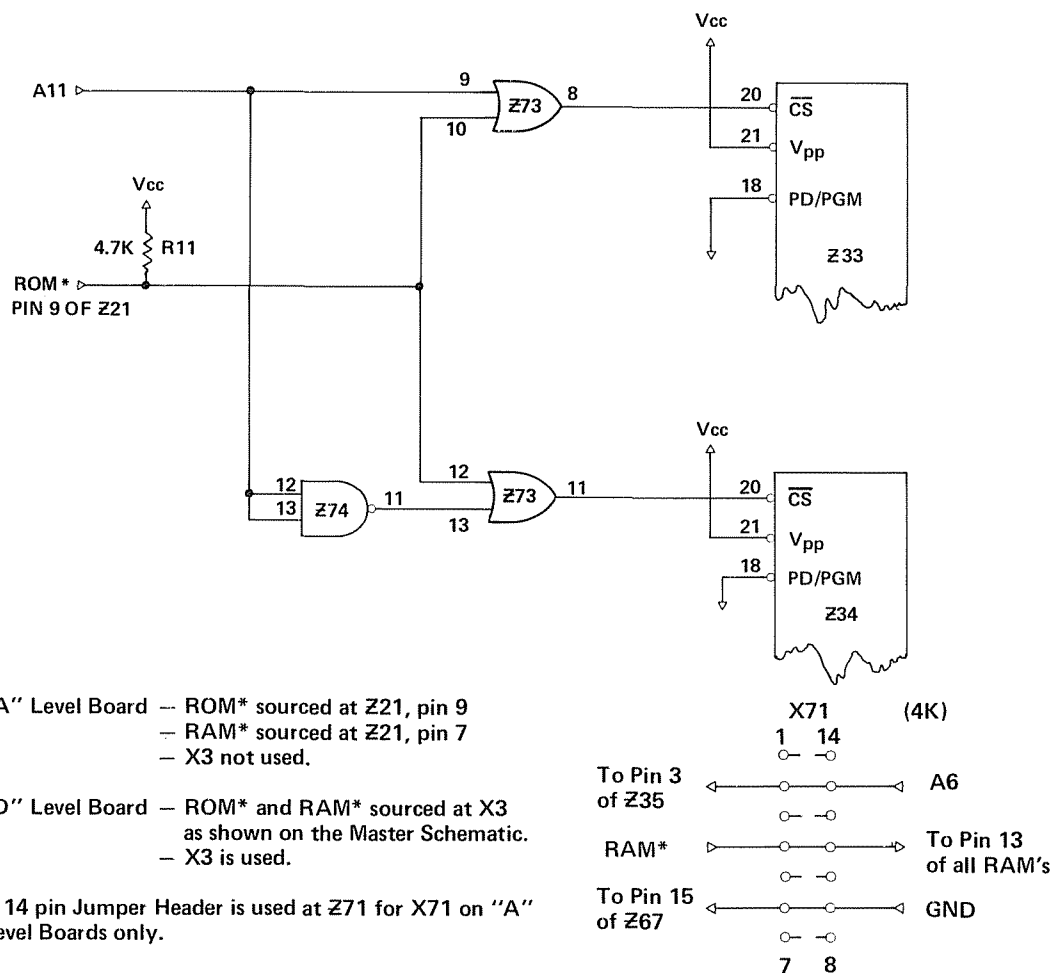 Vcc
A11
9
10
Z73
8
20
CS
21
Vpp
18
PD/PGM
Z33
Vcc
4.7K
R11
ROM*
PIN 9 OF Z21
Vcc
12
13
Z74
11
12
13
Z73
11
20
CS
21
Vpp
18
PD/PGM
Z34
A" Level Board — ROM* sourced at Z21, pin 9
— RAM* sourced at Z21, pin 7
— X3 not used.
D" Level Board — ROM* and RAM* sourced at X3
as shown on the Master Schematic.
— X3 is used.
14 pin Jumper Header is used at Z71 for X71 on "A"
evel Boards only.
X71
(4K)
1
14
To Pin 3
of Z35
A6
RAM*
To Pin 13
of all RAM's
To Pin 15
of Z67
GND
7
8